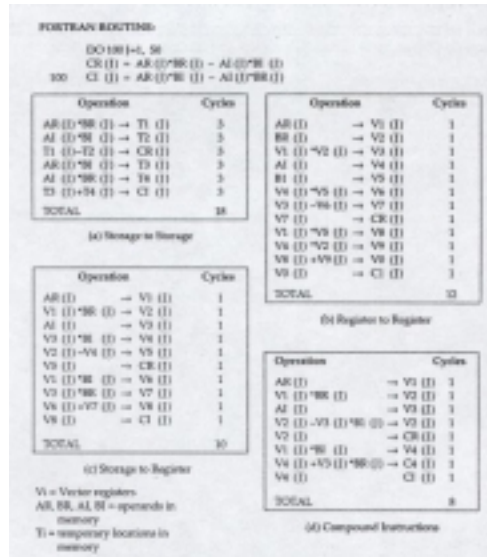 FORTRAN ROUTINE:
DO 100 J=1, 50
CR (J) = AR (J)*BR (J) − AI (J)*BI (J)
100 CI (J) = AR (J)*BI (J) − AI (J)*BR (J)
Operation Cycles
AR (I) *BR (I) → T1 (I) 3
AI (I) *BI (I) → T2 (I) 3
T1 (I)−T2 (I) → CR (I) 3
AR (I) *BI (I) → T3 (I) 3
AI (I) *BR (I) → T4 (I) 3
T3 (I)+T4 (I) → CI (I) 3
TOTAL 18
(a) Storage to Storage
Operation Cycles
AR (I) → V1 (I) 1
BR (I) → V2 (I) 1
V1 (I) *V2 (I) → V3 (I) 1
AI (I) → V4 (I) 1
BI (I) → V5 (I) 1
V4 (I) *V5 (I) → V6 (I) 1
V3 (I) −V6 (I) → V7 (I) 1
V7 (I) → CR (I) 1
V1 (I) *V5 (I) → V8 (I) 1
V4 (I) *V2 (I) → V9 (I) 1
V8 (I) +V9 (I) → V0 (I) 1
V0 (I) → CI (I) 1
TOTAL 12
(b) Register to Register
Operation Cycles
AR (I) → V1 (I) 1
V1 (I) *BR (I) → V2 (I) 1
AI (I) → V3 (I) 1
V3 (I) *BI (I) → V4 (I) 1
V2 (I) −V4 (I) → V5 (I) 1
V5 (I) → CR (I) 1
V1 (I) *BI (I) → V6 (I) 1
V3 (I) *BR (I) → V7 (I) 1
V6 (I) +V7 (I) → V8 (I) 1
V8 (I) → CI (I) 1
TOTAL 10
(c) Storage to Register
Vi = Vector registers
AR, BR, AI, BI = operands in
memory
Ti = temporary locations in
memory
Operation Cycles
AR (I) → V1 (I) 1
V1 (I) *BR (I) → V2 (I) 1
AI (I) → V3 (I) 1
V2 (I) −V3 (I) *BI (I) → V2 (I) 1
V2 (I) → CR (I) 1
V1 (I) *BI (I) → V4 (I) 1
V4 (I) +V3 (I) *BR (I) → C4 (I) 1
V4 (I) CI (I) 1
TOTAL 8
(d) Compound Instructions